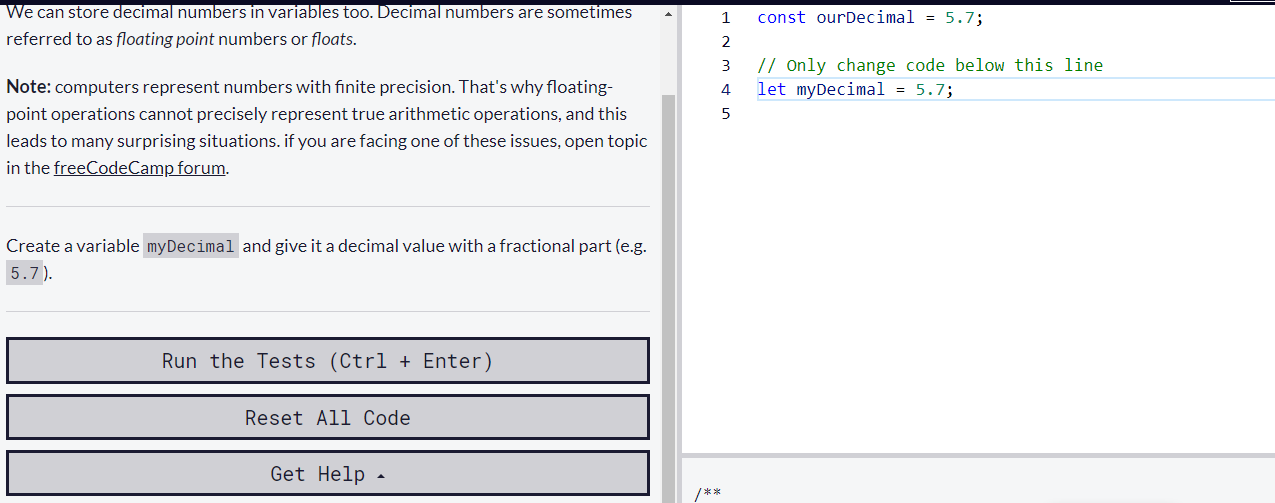 We can store decimal numbers in variables too. Decimal numbers are sometimes
referred to as floating point numbers or floats.
Note: computers represent numbers with finite precision. That's why floating-
point operations cannot precisely represent true arithmetic operations, and this
leads to many surprising situations. if you are facing one of these issues, open topic
in the freeCodeCamp forum.
Create a variable myDecimal and give it a decimal value with a fractional part (e.g.
5.7).
Run the Tests (Ctrl + Enter)
Reset All Code
Get Help
1 const ourDecimal = 5.7;
2
3 // Only change code below this line
4 let myDecimal = 5.7;
5
/**